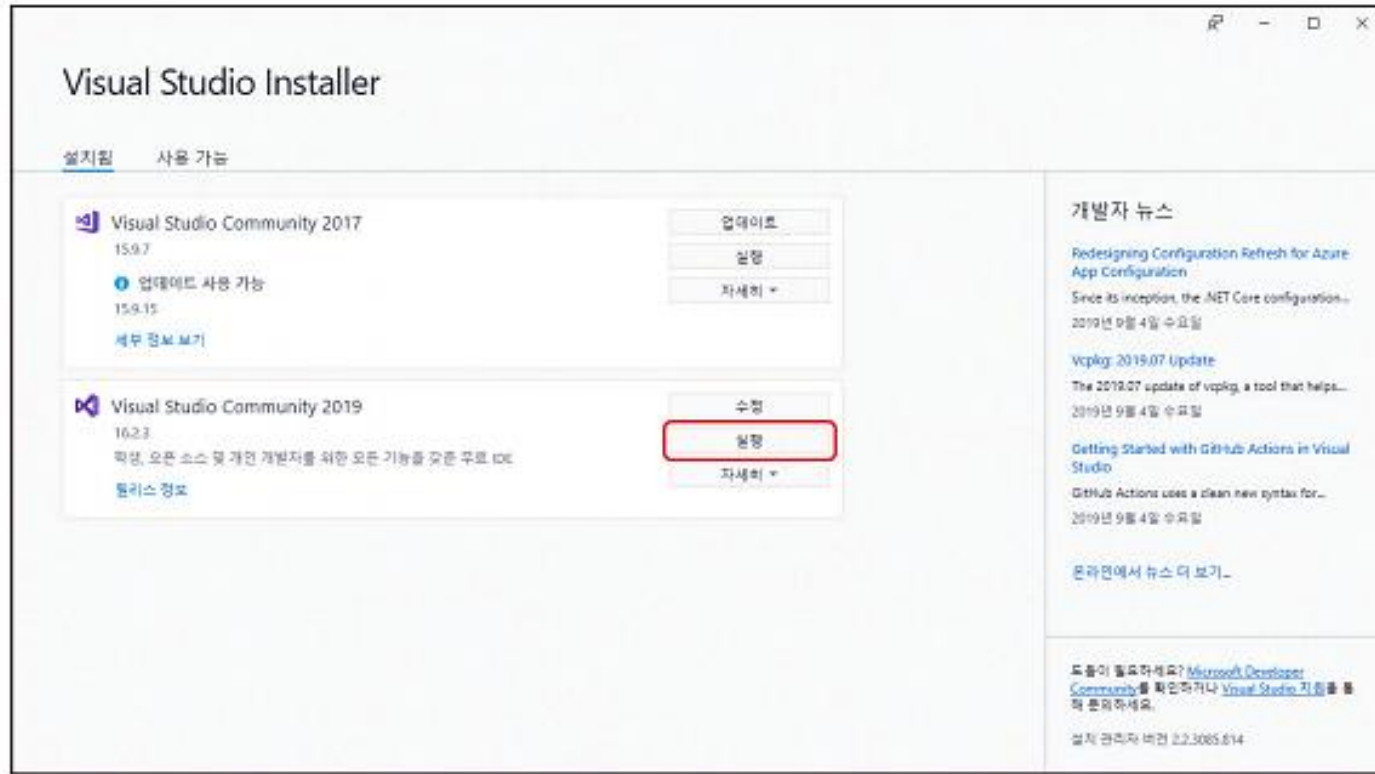 Visual Studio Installer
설치됨 사용 가능
Visual Studio Community 2017
15.9.7
업데이트 사용 가능
15.9.15
세부 정보 보기
업데이트
실행
자세히
Visual Studio Community 2019
16.2.3
학생, 오픈 소스 및 개인 개발자를 위한 모든 기능을 갖춘 무료 IDE
릴리스 정보
수정
실행
자세히
개발자 뉴스
Redesigning Configuration Refresh for Azure
App Configuration
Since its inception, the .NET Core configuration...
2019년 9월 4일 수요일
Vcpkg: 2019.07 Update
The 2019.07 update of vcpkg, a tool that helps...
2019년 9월 4일 수요일
Getting Started with GitHub Actions in Visual
Studio
GitHub Actions uses a clean new syntax for...
2019년 9월 4일 수요일
온라인에서 뉴스 더 보기...
도움이 필요하세요? Microsoft Developer
Community를 확인하거나 Visual Studio 지원을 통
해 문의하세요.
설치 관리자 버전 2.2.3085.814